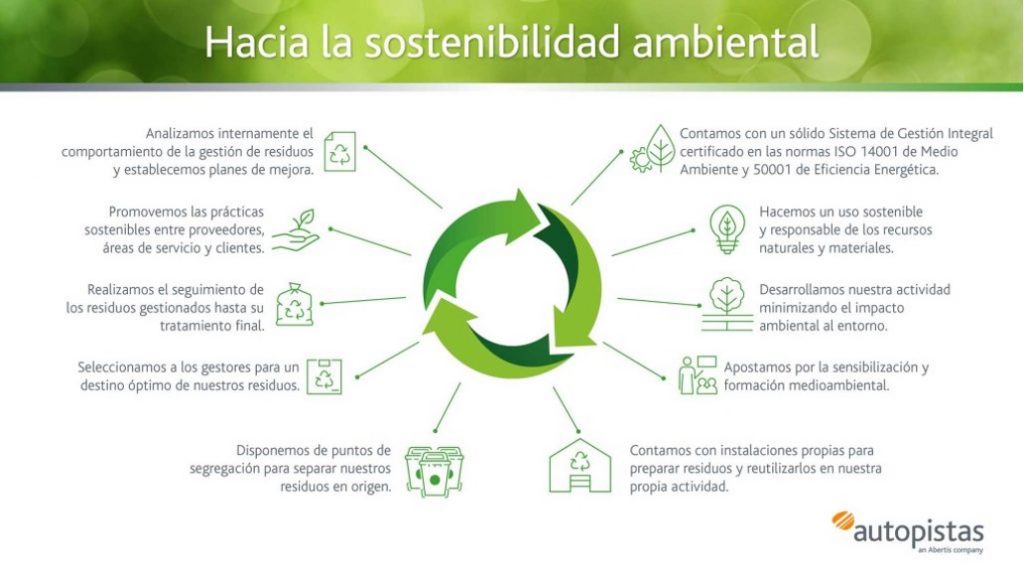 Hacia la sostenibilidad ambiental
Analizamos internamente el
comportamiento de la gestión de residuos
y establecemos planes de mejora.
Promovemos las prácticas
sostenibles entre proveedores,
áreas de servicio y clientes.
Realizamos el seguimiento de
los residuos gestionados hasta su
tratamiento final.
Seleccionamos a los gestores para un
destino óptimo de nuestros residuos.
Disponemos de puntos de
segregación para separar nuestros
residuos en origen.
Contamos con un sólido Sistema de Gestión Integral
certificado en las normas ISO 14001 de Medio
Ambiente y 50001 de Eficiencia Energética.
Hacemos un uso sostenible
y responsable de los recursos
naturales y materiales.
Desarrollamos nuestra actividad
minimizando el impacto
ambiental al entorno.
Apostamos por la sensibilización y
formación medioambiental.
Contamos con instalaciones propias para
preparar residuos y reutilizarlos en nuestra
propia actividad.
autopistas
an Abertis company